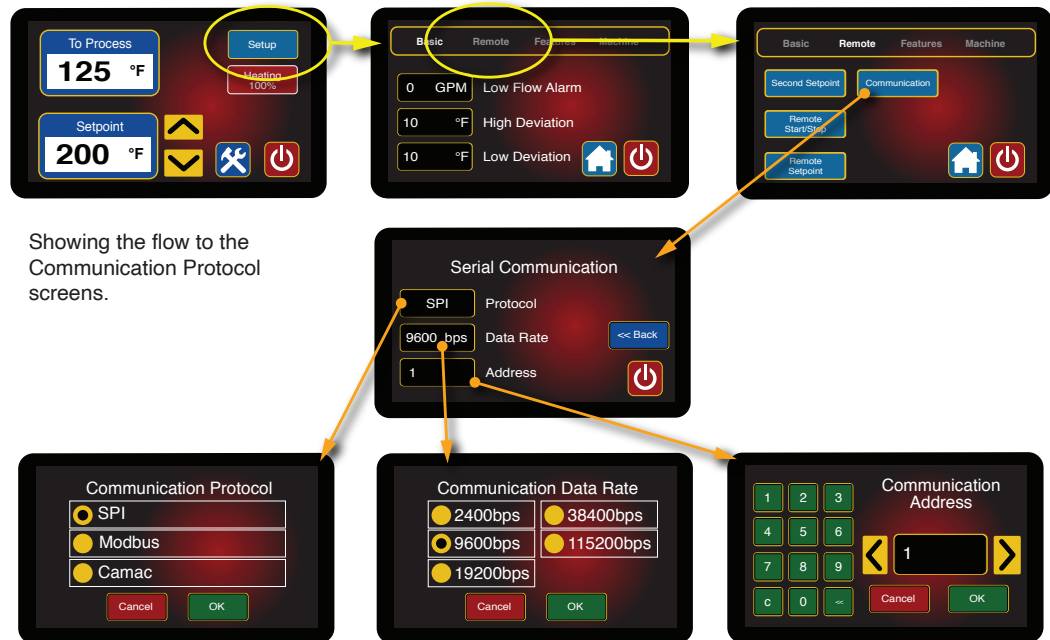 To Process
125 °F
Setup
Heating
100%
Setpoint
200 °F
Basic Remote Features Machine
0 GPM Low Flow Alarm
10 °F High Deviation
10 °F Low Deviation
Basic Remote Features Machine
Second Setpoint Communication
Remote
Start/Stop
Remote
Setpoint
Showing the flow to the
Communication Protocol
screens.
Serial Communication
SPI Protocol
9600 bps Data Rate
<< Back
1 Address
Communication Protocol
SPI
Modbus
Camac
Cancel OK
Communication Data Rate
2400bps 38400bps
9600bps 115200bps
19200bps
Cancel OK
Communication
Address
1 2 3
4 5 6
7 8 9
c 0 <<
1
Cancel OK